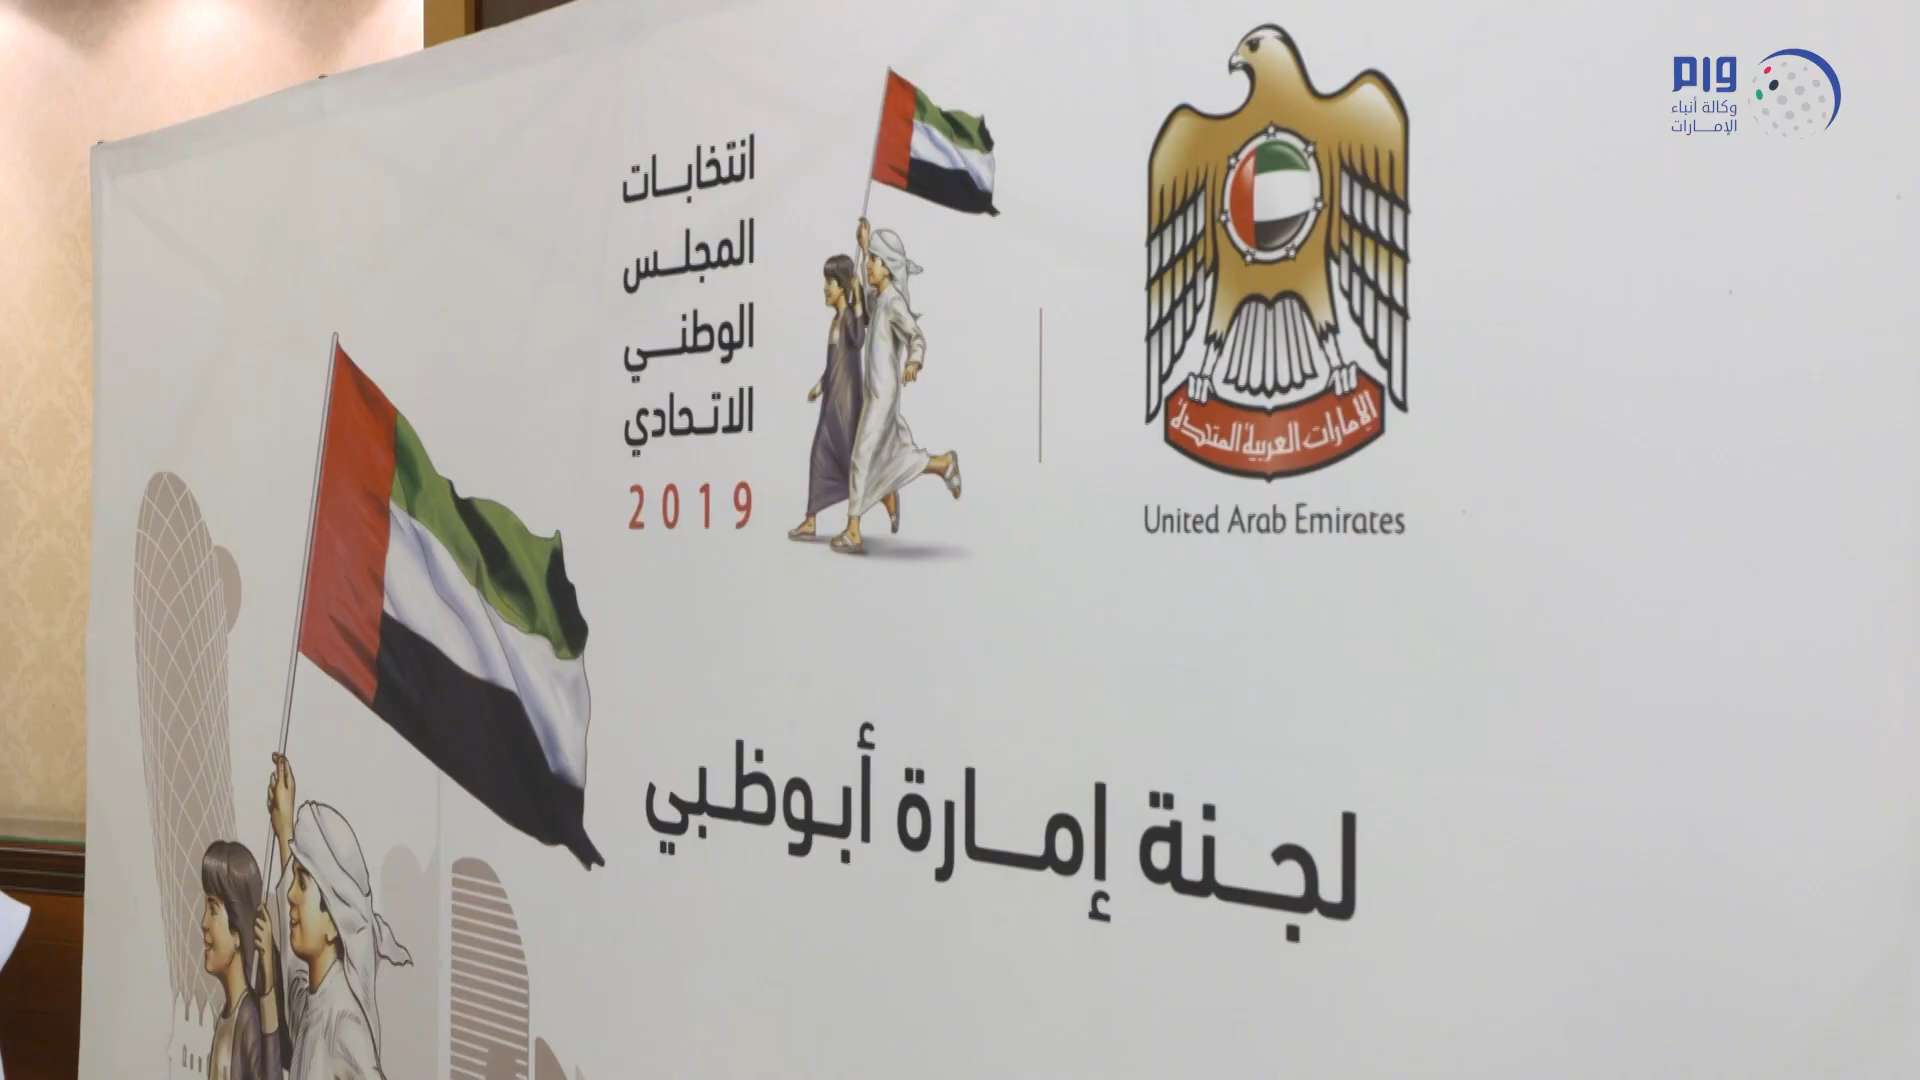 انتخابات
المجلس
الوطني
الاتحادي
2019
الإمارات العربية المتحدة
United Arab Emirates
لجنة إمارة أبوظبي
وام
وكالة أنباء
الإمارات